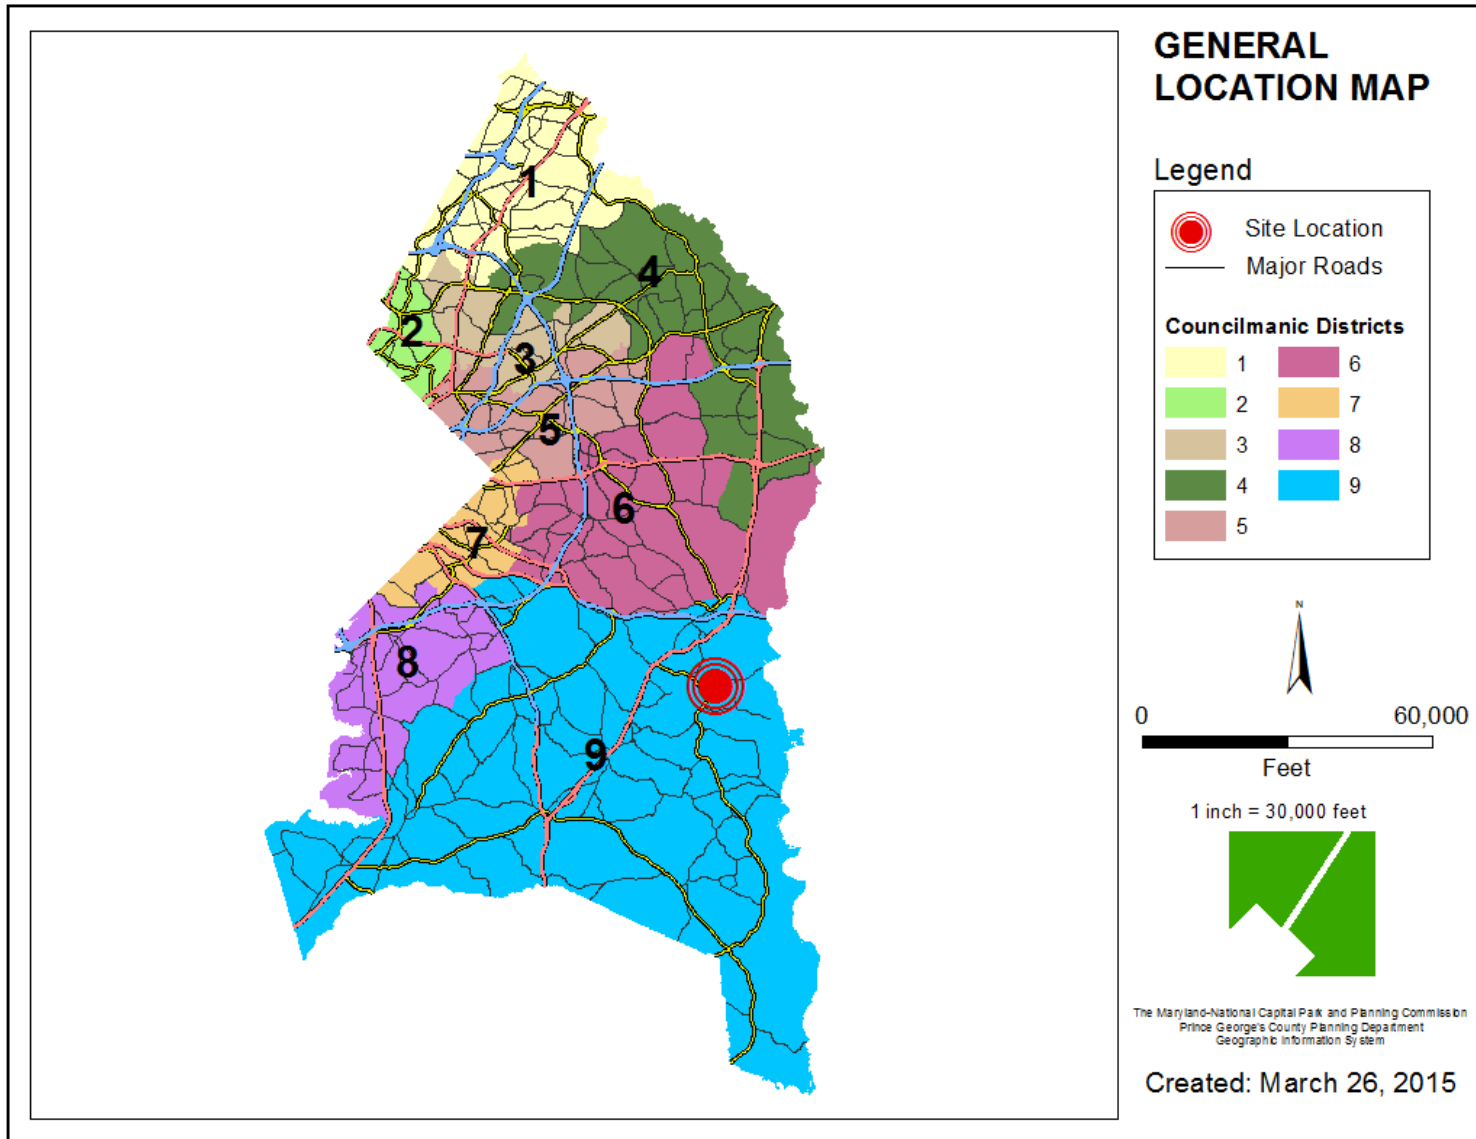 GENERAL
LOCATION MAP
Legend
Site Location
Major Roads
Councilmanic Districts
1 6
2 7
3 8
4 9
5
N
0 60,000
Feet
1 inch = 30,000 feet
The Maryland-National Capital Park and Planning Commission
Prince George's County Planning Department
Geographic Information System
Created: March 26, 2015
1
4
2
3
5
6
7
8
9